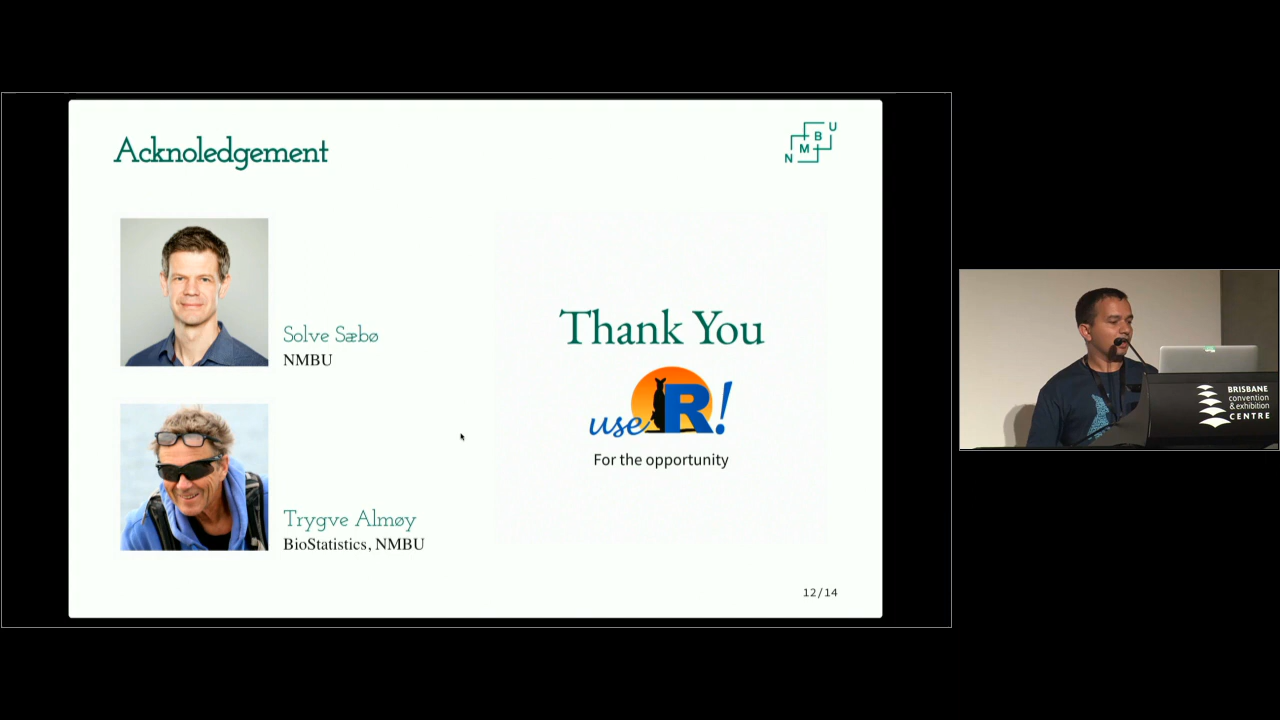 Acknoledgement
N M B U
Solve Sæbø
NMBU
Trygve Almøy
BioStatistics, NMBU
Thank You
useR!
For the opportunity
12/14
BRISBANE
convention
& exhibition
CENTRE